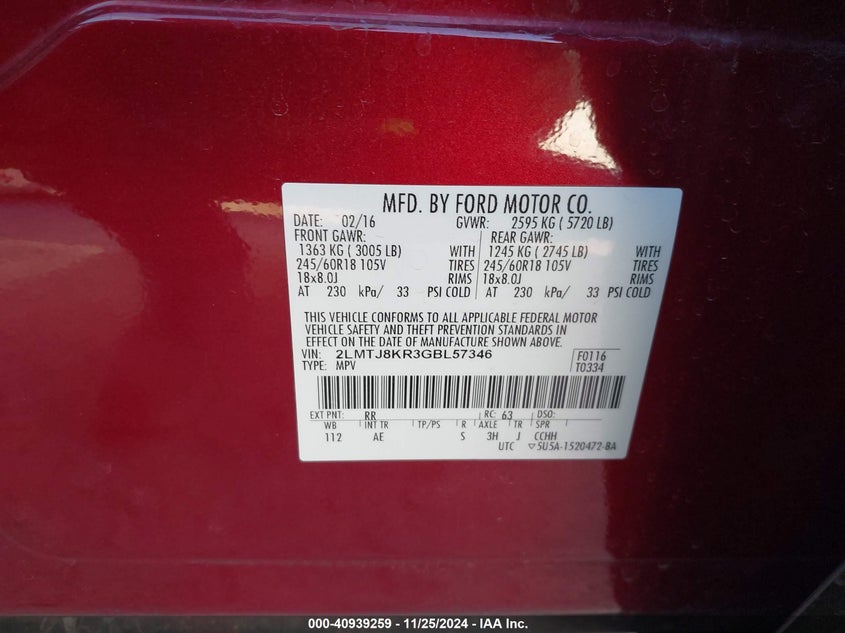 MFD. BY FORD MOTOR CO.
DATE: 02/16 GVWR: 2595 KG ( 5720 LB)
FRONT GAWR: REAR GAWR:
1363 KG ( 3005 LB) WITH 1245 KG ( 2745 LB) WITH
245/60R18 105V TIRES 245/60R18 105V TIRES
18x8.0J RIMS 18x8.0J RIMS
AT 230 kPa/ 33 PSI COLD AT 230 kPa/ 33 PSI COLD
THIS VEHICLE CONFORMS TO ALL APPLICABLE FEDERAL MOTOR
VEHICLE SAFETY AND THEFT PREVENTION STANDARDS IN
EFFECT ON THE DATE OF MANUFACTURE SHOWN ABOVE.
VIN: 2LMTJ8KR3GBL57346 F0116
TYPE: MPV T0334
EXT PNT: RR RC: 63 DSO:
WB INT TR TP/PS R AXLE TR SPR
112 AE S 3H J CCHH
UTC ▽5U5A-1520472-BA
000-40939259 - 11/25/2024 - IAA Inc.